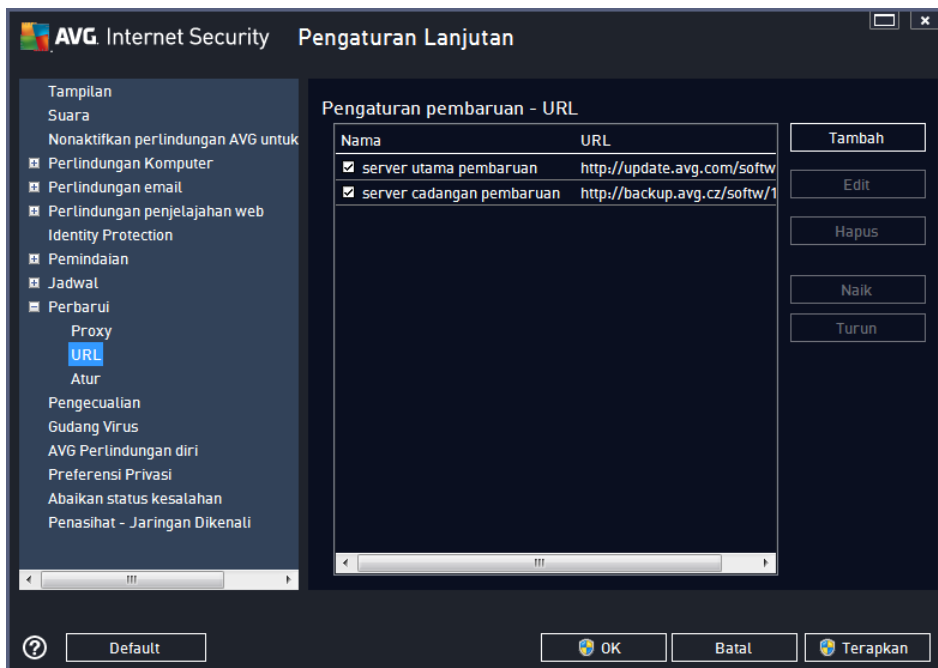 AVG. Internet Security Pengaturan Lanjutan
Tampilan
Suara
Nonaktifkan perlindungan AVG untuk
Perlindungan Komputer
Perlindungan email
Perlindungan penjelajahan web
Identity Protection
Pemindaian
Jadwal
Perbarui
Proxy
URL
Atur
Pengecualian
Gudang Virus
AVG Perlindungan diri
Preferensi Privasi
Abaikan status kesalahan
Penasihat - Jaringan Dikenali
Pengaturan pembaruan - URL
Nama URL
server utama pembaruan http://update.avg.com/softw
server cadangan pembaruan http://backup.avg.cz/softw/1
Tambah
Edit
Hapus
Naik
Turun
Default
OK
Batal
Terapkan